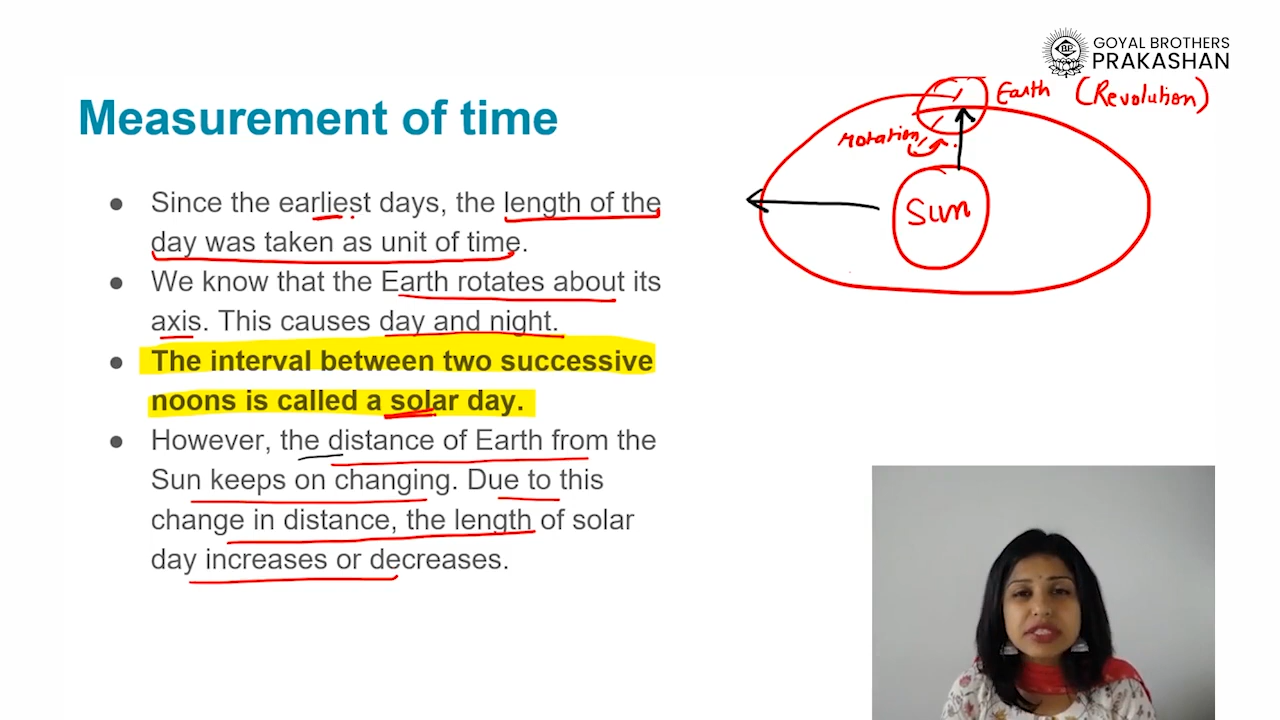 GOYAL BROTHERS
PRAKASHAN
Measurement of time
Earth (Revolution)
rotation
Sun
● Since the earliest days, the length of the
day was taken as unit of time.
● We know that the Earth rotates about its
axis. This causes day and night.
● The interval between two successive
noons is called a solar day.
● However, the distance of Earth from the
Sun keeps on changing. Due to this
change in distance, the length of solar
day increases or decreases.